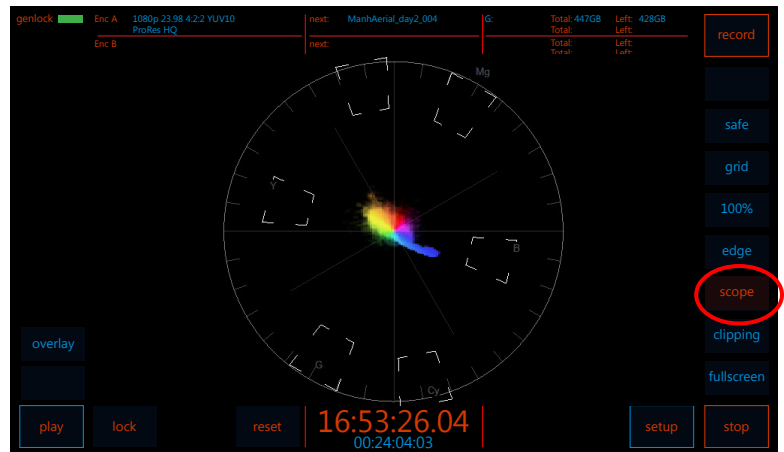 genlock
Enc A 1080p 23.98 4:2:2 YUV10
ProRes HQ
next: ManhAerial_day2_004
G: Total: 447GB Left: 428GB
Total: Left:
Enc B
next:
Total: Left:
Total: Left:
record
Mg
safe
grid
Y
100%
B
edge
scope
overlay
clipping
G
fullscreen
Cy
play
lock
reset
16:53:26.04
00:24:04:03
setup
stop